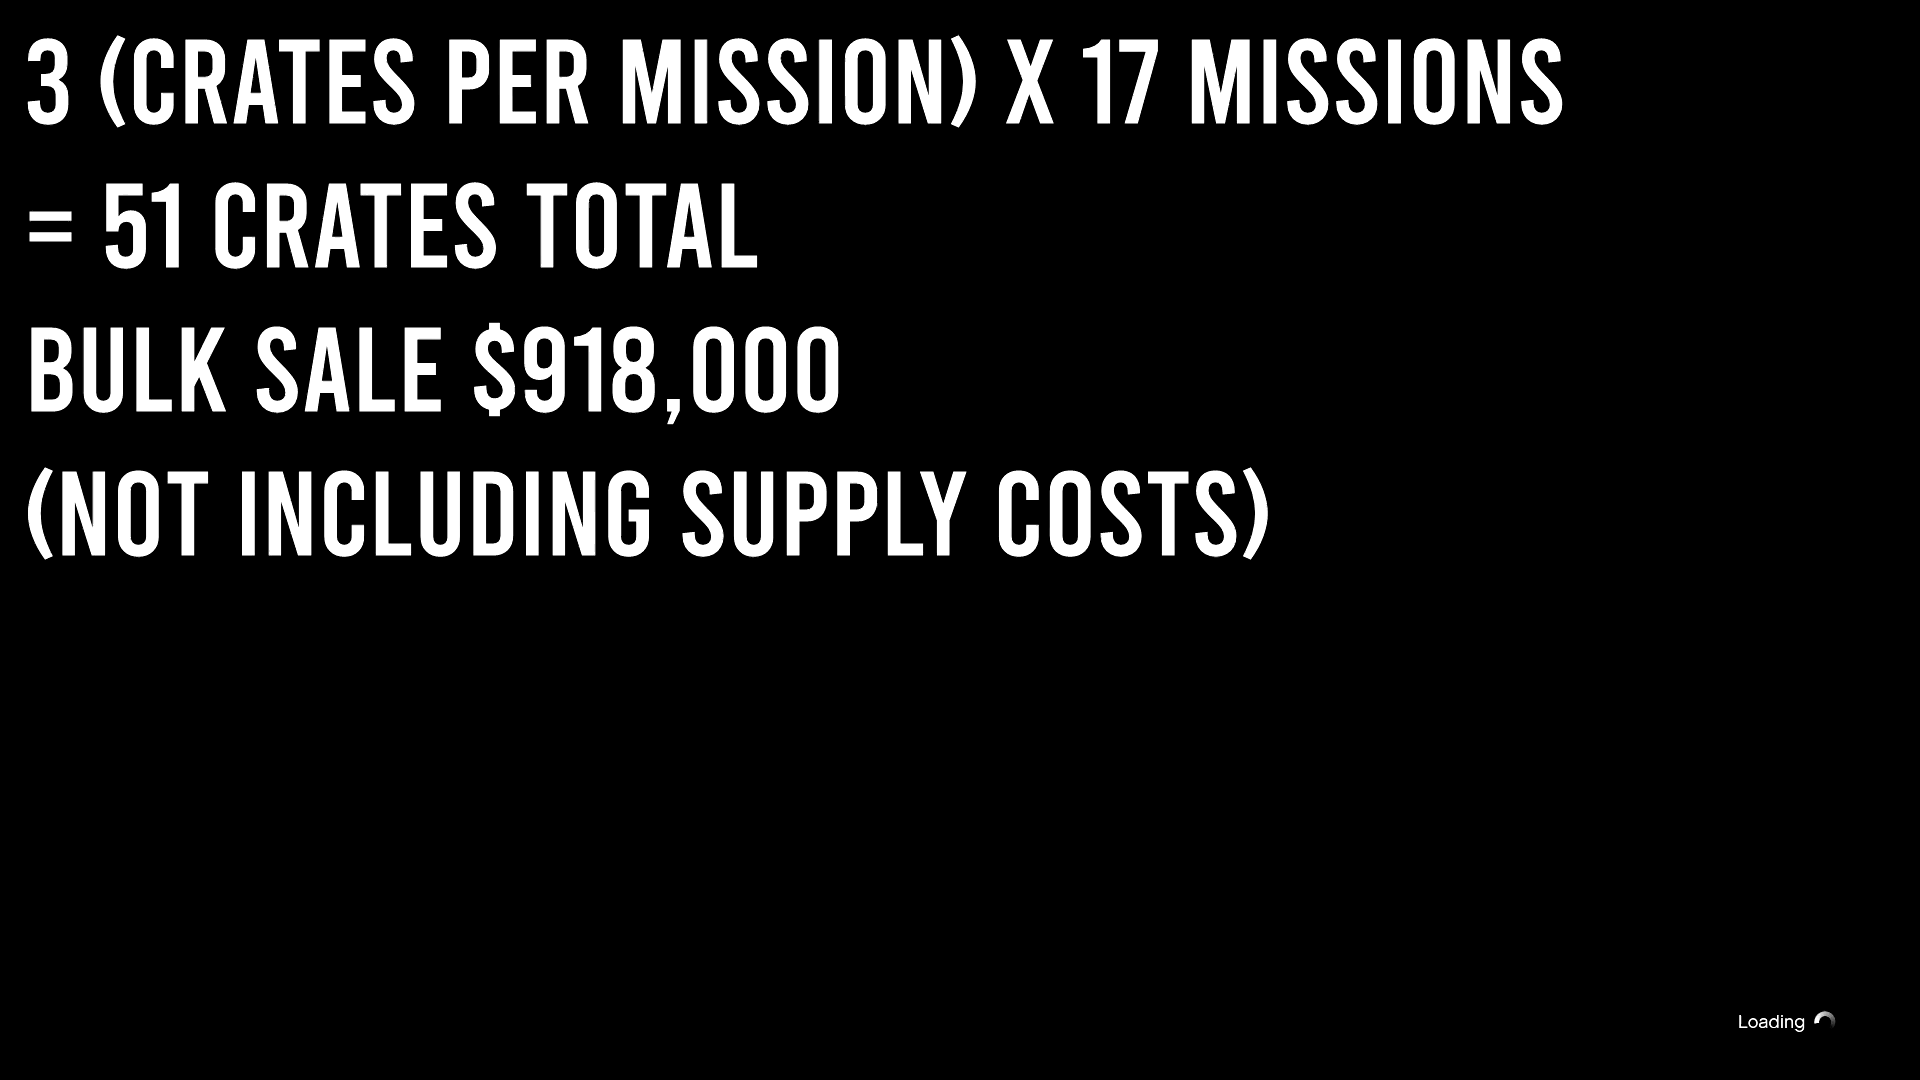 3 (CRATES PER MISSION) X 17 MISSIONS
= 51 CRATES TOTAL
BULK SALE $918,000
(NOT INCLUDING SUPPLY COSTS)
Loading